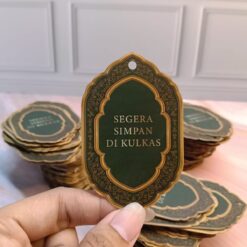 SEGERA
SIMPAN
DI KULKAS